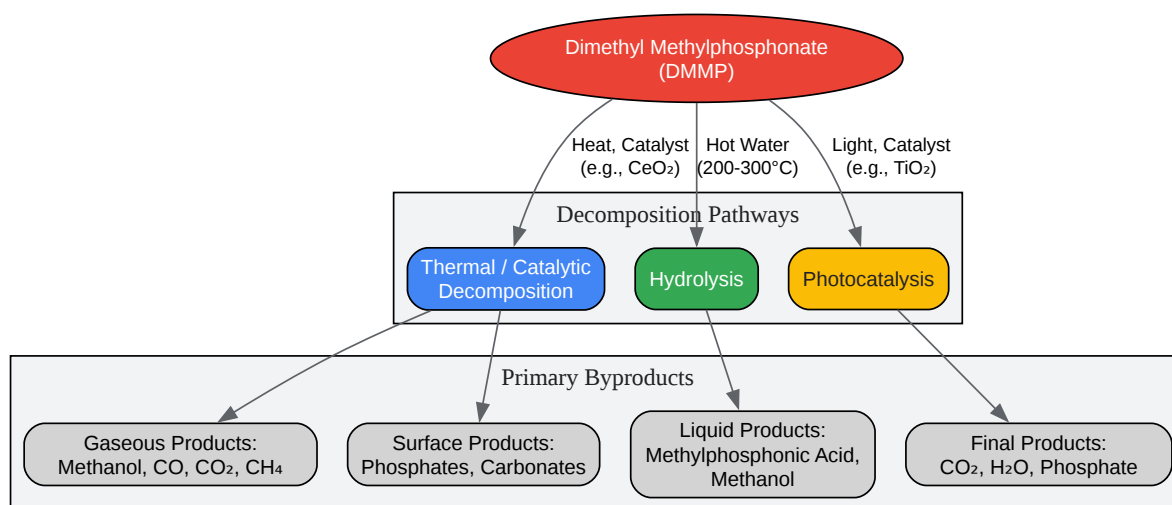 Dimethyl Methylphosphonate
(DMMP)
Heat, Catalyst
(e.g., CeO₂)
Hot Water
(200-300°C)
Light, Catalyst
(e.g., TiO₂)
Decomposition Pathways
Thermal / Catalytic
Decomposition
Hydrolysis
Photocatalysis
Primary Byproducts
Gaseous Products:
Methanol, CO, CO₂, CH₄
Surface Products:
Phosphates, Carbonates
Liquid Products:
Methylphosphonic Acid,
Methanol
Final Products:
CO₂, H₂O, Phosphate